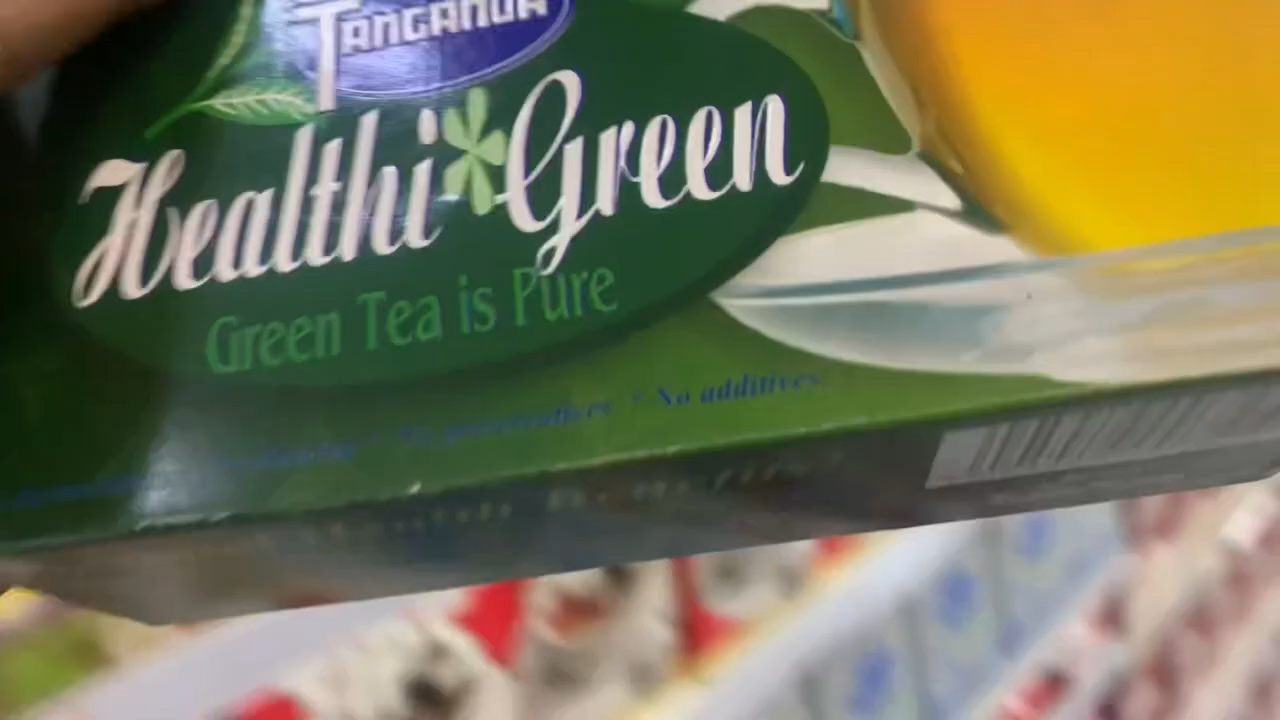 TANGANDA
Healthi Green
Green Tea is Pure
* No additives